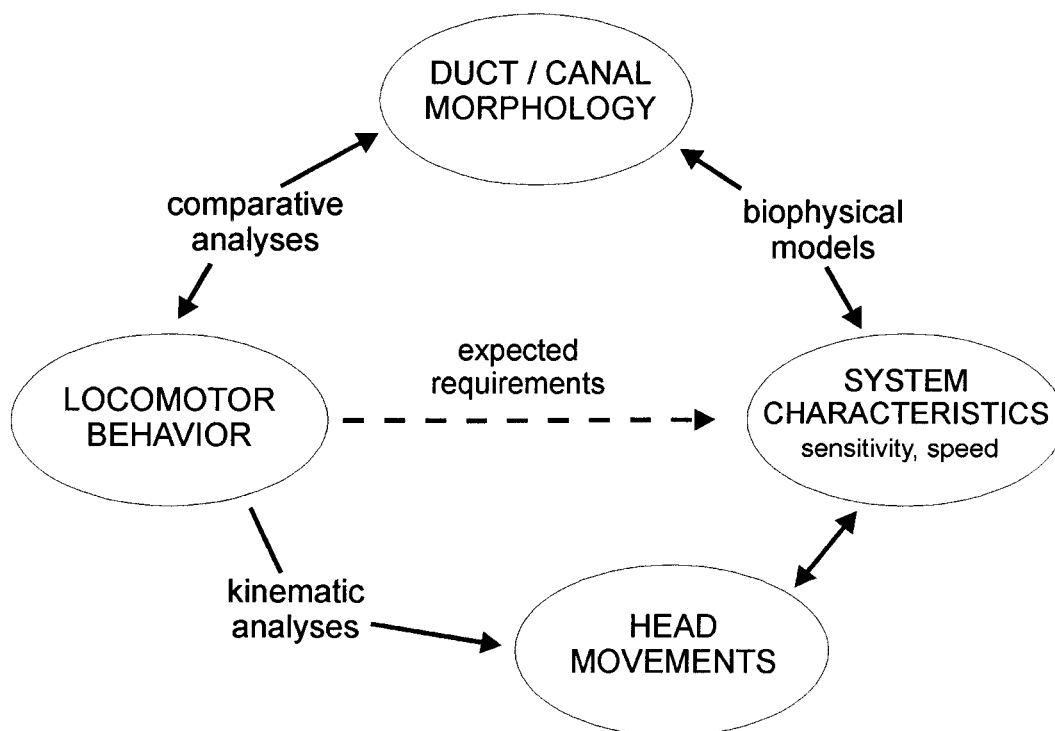 DUCT / CANAL
MORPHOLOGY
comparative
analyses
biophysical
models
expected
requirements
LOCOMOTOR
BEHAVIOR
SYSTEM
CHARACTERISTICS
sensitivity, speed
kinematic
analyses
HEAD
MOVEMENTS